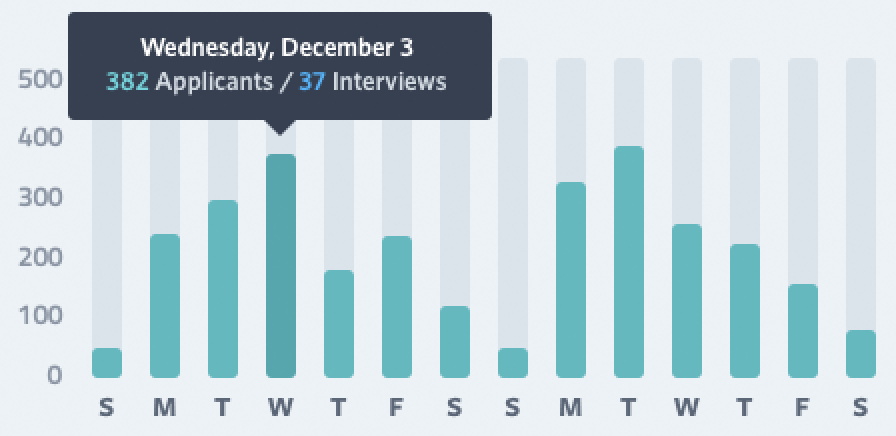 Wednesday, December 3
382 Applicants / 37 Interviews
500
400
300
200
100
0
S M T W T F S S M T W T F S